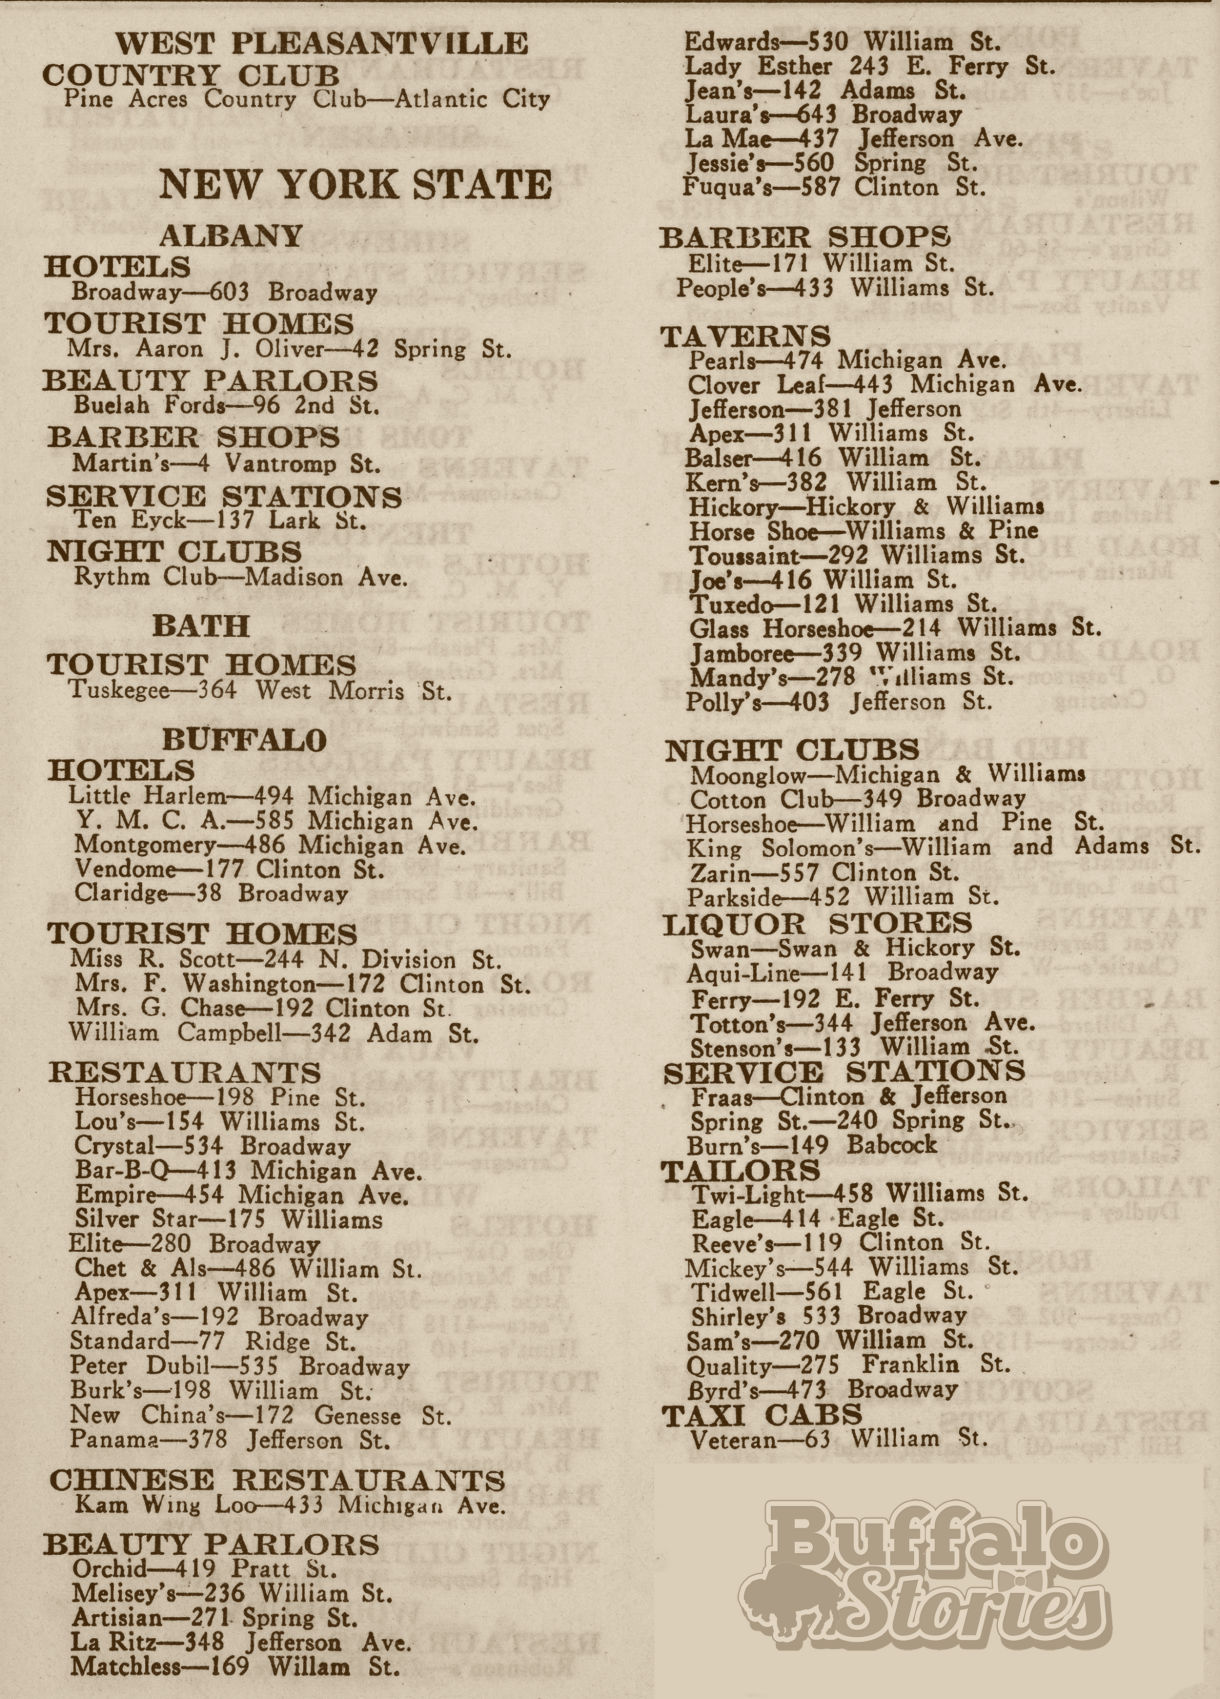 WEST PLEASANTVILLE
COUNTRY CLUB
Pine Acres Country Club—Atlantic City
NEW YORK STATE
ALBANY
HOTELS
Broadway—603 Broadway
TOURIST HOMES
Mrs. Aaron J. Oliver—42 Spring St.
BEAUTY PARLORS
Buelah Fords—96 2nd St.
BARBER SHOPS
Martin's—4 Vantromp St.
SERVICE STATIONS
Ten Eyck—137 Lark St.
NIGHT CLUBS
Rythm Club—Madison Ave.
BATH
TOURIST HOMES
Tuskegee—364 West Morris St.
BUFFALO
HOTELS
Little Harlem—494 Michigan Ave.
Y. M. C. A.—585 Michigan Ave.
Montgomery—486 Michigan Ave.
Vendome—177 Clinton St.
Claridge—38 Broadway
TOURIST HOMES
Miss R. Scott—244 N. Division St.
Mrs. F. Washington—172 Clinton St.
Mrs. G. Chase—192 Clinton St.
William Campbell—342 Adam St.
RESTAURANTS
Horseshoe—198 Pine St.
Lou's—154 Williams St.
Crystal—534 Broadway
Bar-B-Q—413 Michigan Ave.
Empire—454 Michigan Ave.
Silver Star—175 Williams
Elite—280 Broadway
Chet & Als—486 William St.
Apex—311 William St.
Alfreda's—192 Broadway
Standard—77 Ridge St.
Peter Dubil—535 Broadway
Burk's—198 William St.
New China's—172 Genesse St.
Panama—378 Jefferson St.
CHINESE RESTAURANTS
Kam Wing Loo—433 Michigan Ave.
BEAUTY PARLORS
Orchid—419 Pratt St.
Melisey's—236 William St.
Artisian—271 Spring St.
La Ritz—348 Jefferson Ave.
Matchless—169 Willam St.
Edwards—530 William St.
Lady Esther 243 E. Ferry St.
Jean's—142 Adams St.
Laura's—643 Broadway
La Mae—437 Jefferson Ave.
Jessie's—560 Spring St.
Fuqua's—587 Clinton St.
BARBER SHOPS
Elite—171 William St.
People's—433 Williams St.
TAVERNS
Pearls—474 Michigan Ave.
Clover Leaf—443 Michigan Ave.
Jefferson—381 Jefferson
Apex—311 Williams St.
Balser—416 William St.
Kern's—382 William St.
Hickory—Hickory & Williams
Horse Shoe—Williams & Pine
Toussaint—292 Williams St.
Joe's—416 William St.
Tuxedo—121 Williams St.
Glass Horseshoe—214 Williams St.
Jamboree—339 Williams St.
Mandy's—278 Williams St.
Polly's—403 Jefferson St.
NIGHT CLUBS
Moonglow—Michigan & Williams
Cotton Club—349 Broadway
Horseshoe—William and Pine St.
King Solomon's—William and Adams St.
Zarin—557 Clinton St.
Parkside—452 William St.
LIQUOR STORES
Swan—Swan & Hickory St.
Aqui-Line—141 Broadway
Ferry—192 E. Ferry St.
Totton's—344 Jefferson Ave.
Stenson's—133 William St.
SERVICE STATIONS
Fraas—Clinton & Jefferson
Spring St.—240 Spring St.
Burn's—149 Babcock
TAILORS
Twi-Light—458 Williams St.
Eagle—414 Eagle St.
Reeve's—119 Clinton St.
Mickey's—544 Williams St.
Tidwell—561 Eagle St.
Shirley's 533 Broadway
Sam's—270 William St.
Quality—275 Franklin St.
Byrd's—473 Broadway
TAXI CABS
Veteran—63 William St.
Buffalo
Stories